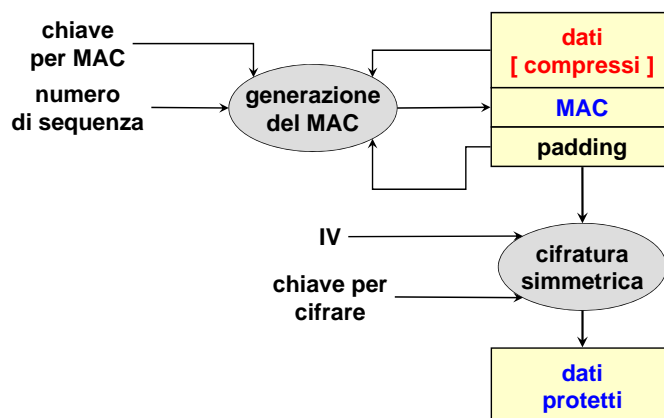 chiave
per MAC
numero
di sequenza
generazione
del MAC
dati
[ compressi ]
MAC
padding
IV
chiave per
cifrare
cifratura
simmetrica
dati
protetti